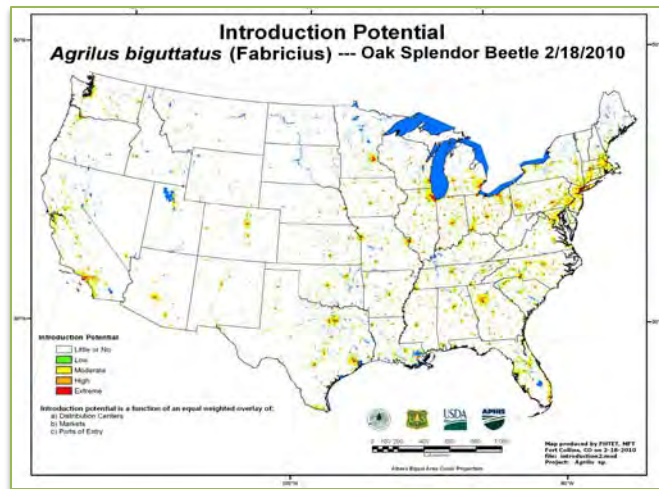 Introduction Potential
Agrilus biguttatus (Fabricius) --- Oak Splendor Beetle 2/18/2010
Introduction Potential
Little or No
Low
Moderate
High
Extreme
Introduction potential is a function of an equal weighted overlay of:
a) Distribution Centers
b) Markets
c) Ports of Entry
USDA
APHIS
Albers Equal Area Conic Projection
Map produced by FHTET, NFT
Fort Collins, CO on 2-18-2010
file: introduction2.mxd
Project: Agrilus sp.